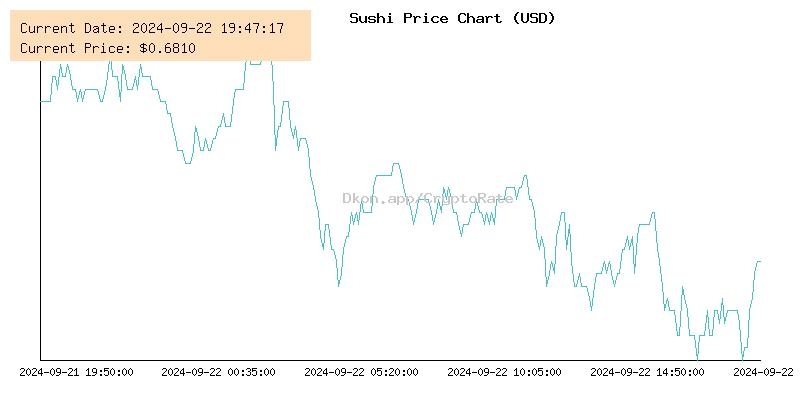 Sushi Price Chart (USD)
Current Date: 2024-09-22 19:47:17
Current Price: $0.6810
Dkon.app/CryptoRate
2024-09-21 19:50:00
2024-09-22 00:35:00
2024-09-22 05:20:00
2024-09-22 10:05:00
2024-09-22 14:50:00
2024-09-22